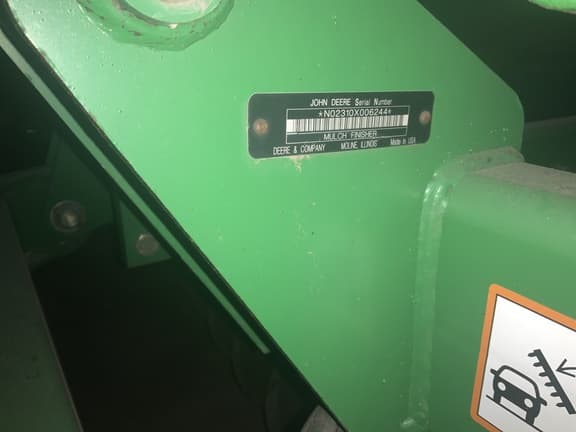 JOHN DEERE Serial Number
*N02310X006244*
MULCH FINISHER
DEERE & COMPANY MOLINE, ILLINOIS Made in USA